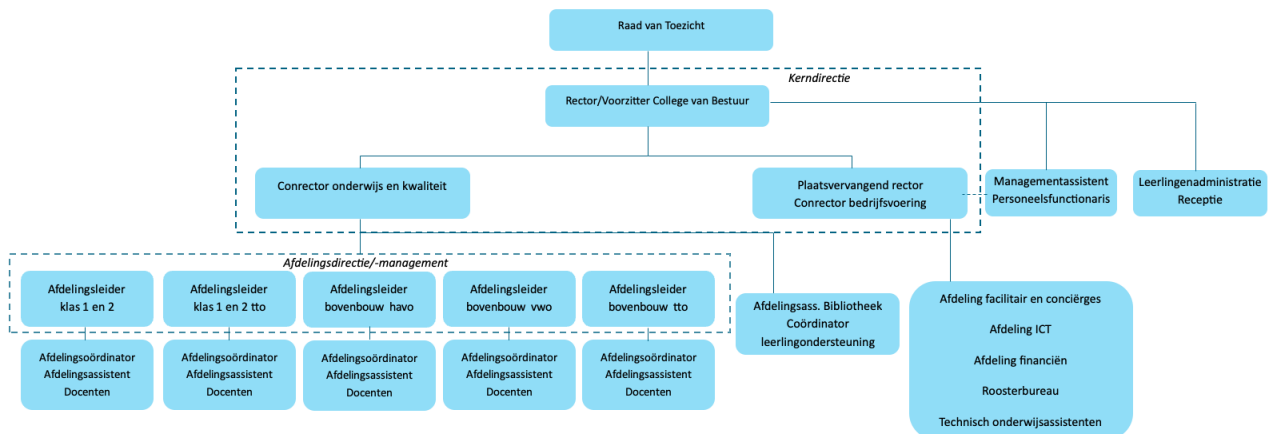 Raad van Toezicht
Kerndirectie
Rector/Voorzitter College van Bestuur
Conrector onderwijs en kwaliteit
Plaatsvervangend rector
Conrector bedrijfsvoering
Managementassistent
Personeelsfunctionaris
Leerlingenadministratie
Receptie
Afdelingsdirectie/-management
Afdelingsleider
klas 1 en 2
Afdelingsleider
klas 1 en 2 tto
Afdelingsleider
bovenbouw havo
Afdelingsleider
bovenbouw vwo
Afdelingsleider
bovenbouw tto
Afdelingsass. Bibliotheek
Coördinator
leerlingondersteuning
Afdeling facilitair en conciërges
Afdeling ICT
Afdeling financiën
Roosterbureau
Technisch onderwijsassistenten
Afdelingsoördinator
Afdelingsassistent
Docenten
Afdelingsoördinator
Afdelingsassistent
Docenten
Afdelingsoördinator
Afdelingsassistent
Docenten
Afdelingsoördinator
Afdelingsassistent
Docenten
Afdelingsoördinator
Afdelingsassistent
Docenten